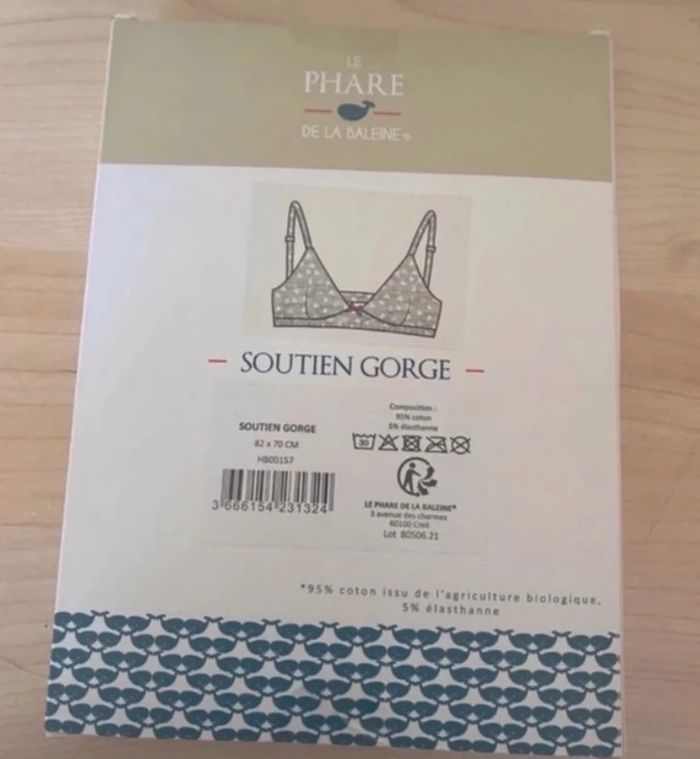 LE
PHARE
DE LA BALEINE®
SOUTIEN GORGE
SOUTIEN GORGE
82 x 70 CM
HB00157
3 666154 231324
Composition :
95% coton
5% élasthanne
30
LE PHARE DE LA BALEINE®
3 avenue des charmes
60100 Creil
Lot 80506.21
*95% coton issu de l'agriculture biologique,
5% élasthanne